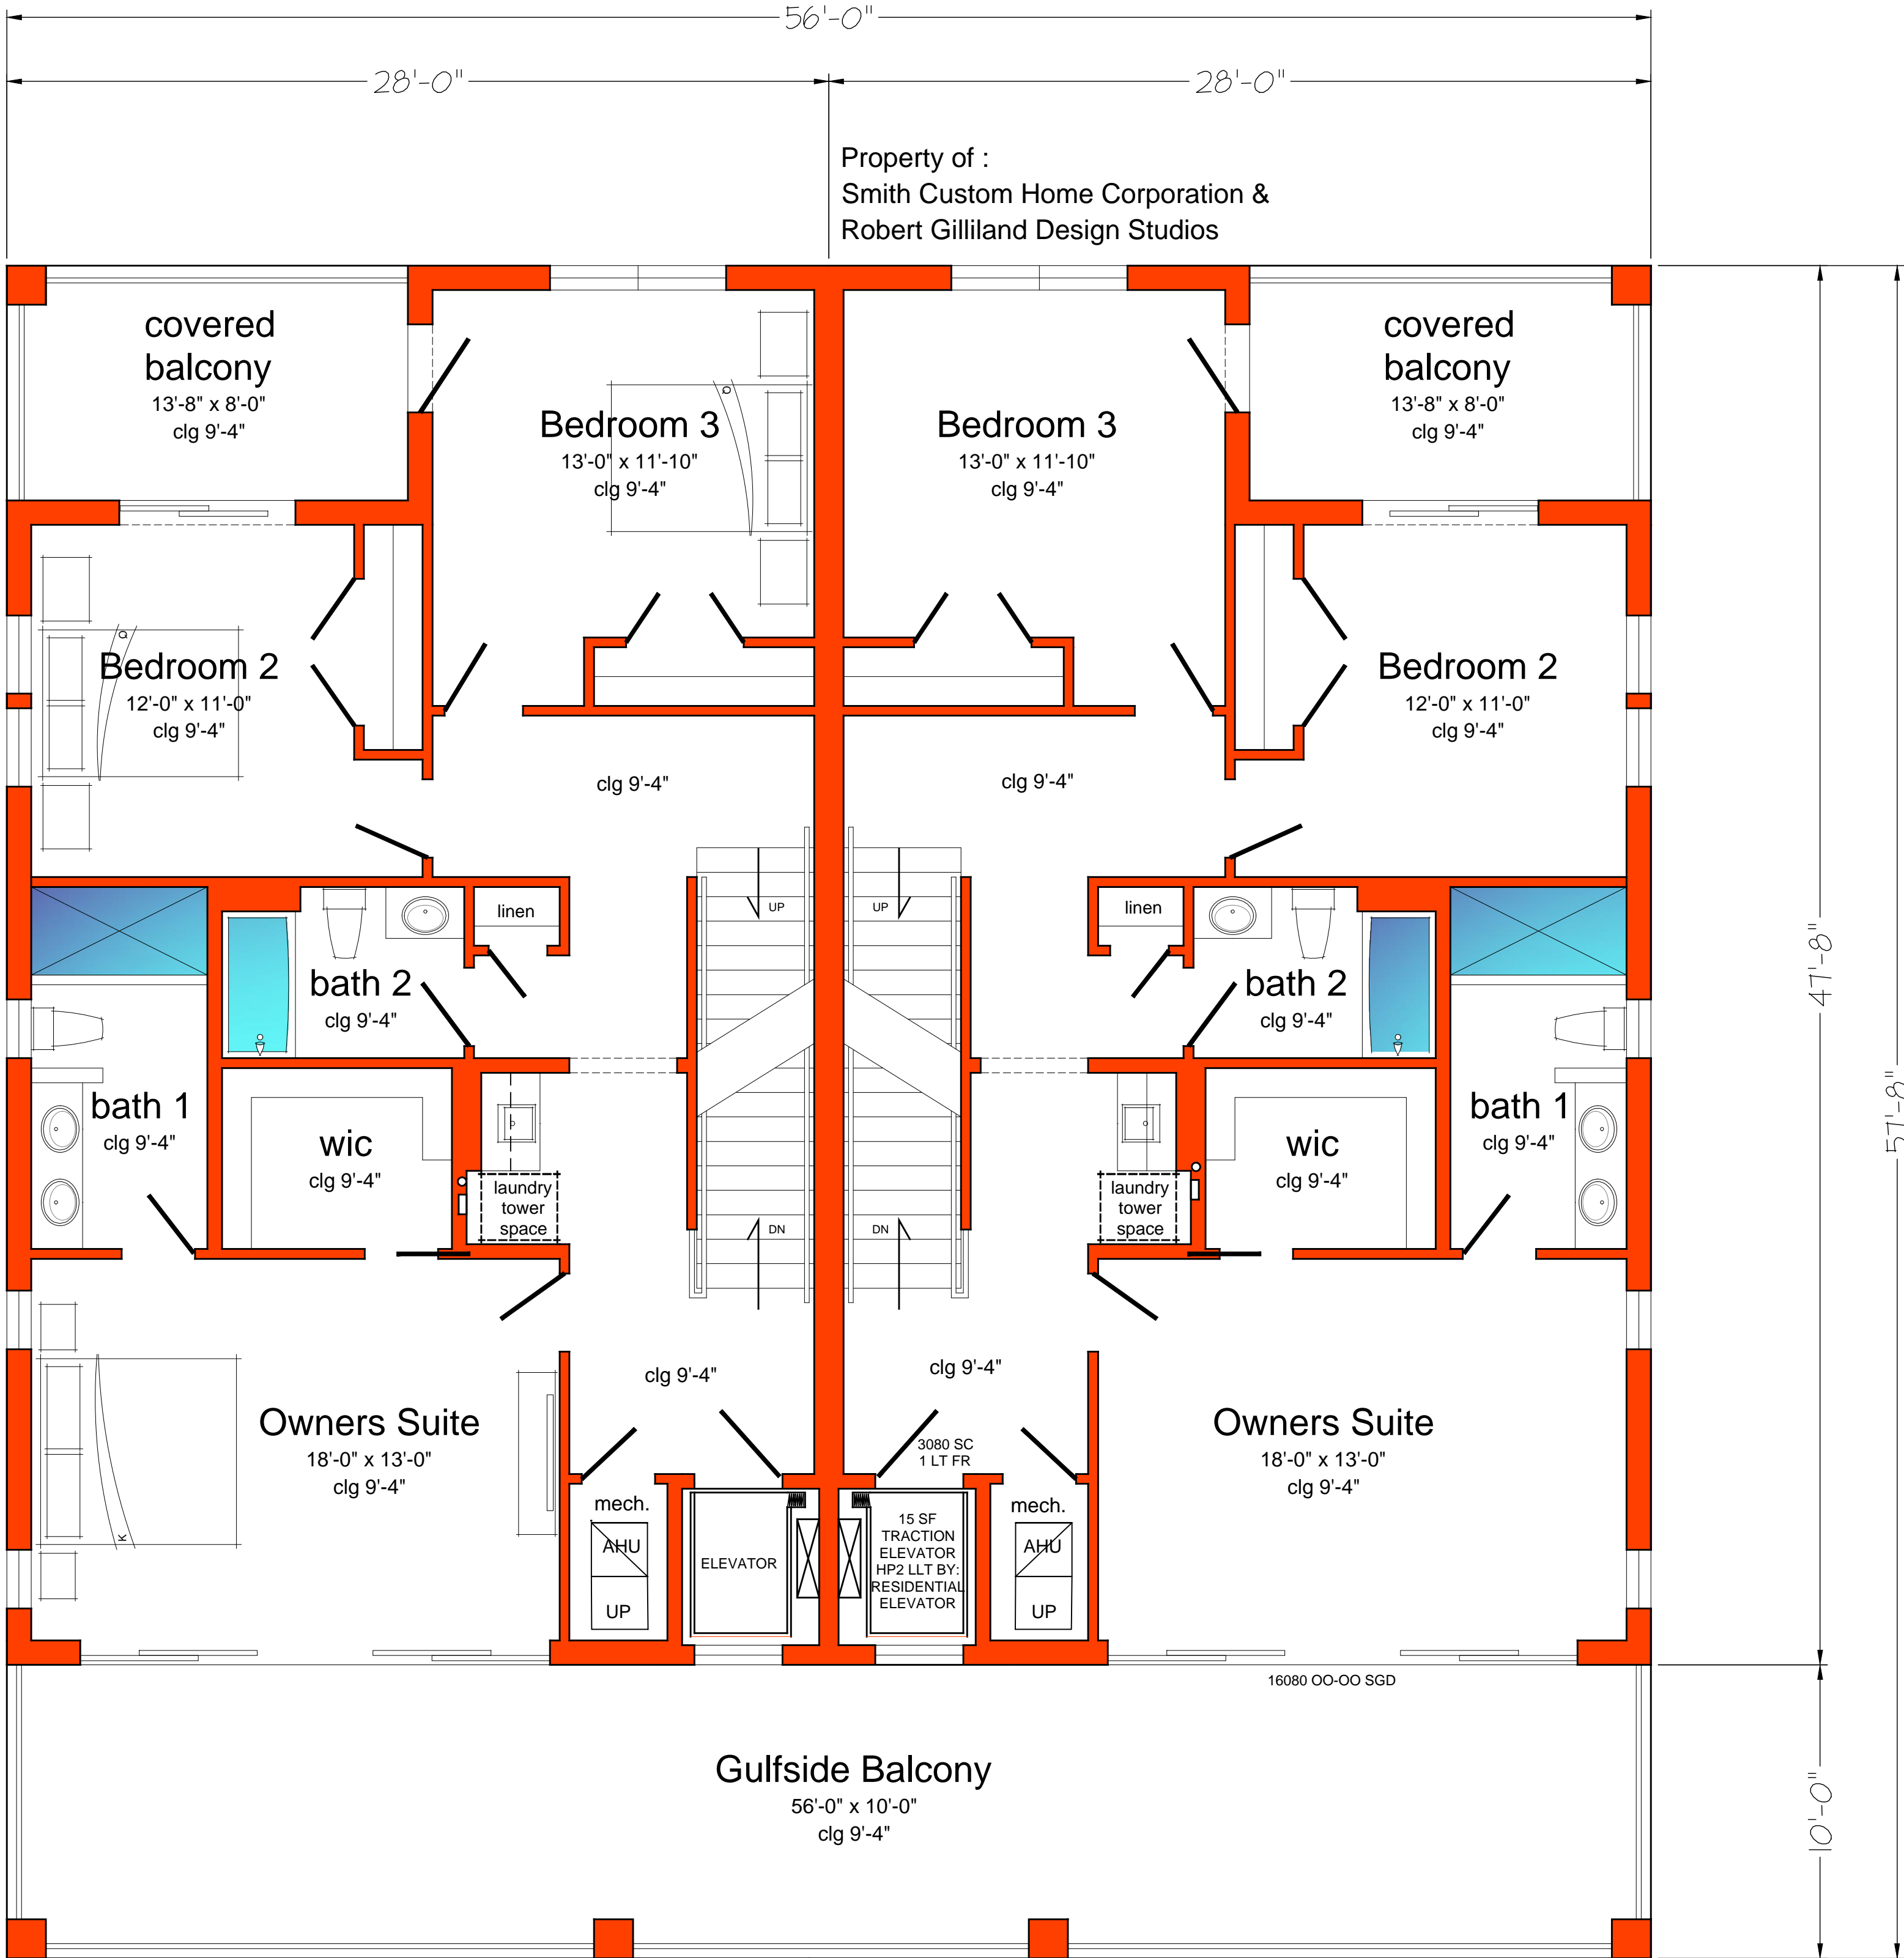 56'-0"
28'-0"
28'-0"
Property of :
Smith Custom Home Corporation &
Robert Gilliland Design Studios
covered
balcony
13'-8" x 8'-0"
clg 9'-4"
Bedroom 3
13'-0" x 11'-10"
clg 9'-4"
Bedroom 3
13'-0" x 11'-10"
clg 9'-4"
covered
balcony
13'-8" x 8'-0"
clg 9'-4"
Q
Q
Bedroom 2
12'-0" x 11'-0"
clg 9'-4"
Bedroom 2
12'-0" x 11'-0"
clg 9'-4"
clg 9'-4"
clg 9'-4"
linen
UP
UP
linen
bath 2
clg 9'-4"
bath 2
clg 9'-4"
47'-8"
57'-8"
bath 1
clg 9'-4"
wic
clg 9'-4"
laundry
tower
space
DN
DN
laundry
tower
space
wic
clg 9'-4"
bath 1
clg 9'-4"
clg 9'-4"
clg 9'-4"
Owners Suite
18'-0" x 13'-0"
clg 9'-4"
K
3080 SC
1 LT FR
Owners Suite
18'-0" x 13'-0"
clg 9'-4"
mech.
AHU
UP
ELEVATOR
15 SF
TRACTION
ELEVATOR
HP2 LLT BY:
RESIDENTIAL
ELEVATOR
mech.
AHU
UP
16080 OO-OO SGD
Gulfside Balcony
56'-0" x 10'-0"
clg 9'-4"
10'-0"